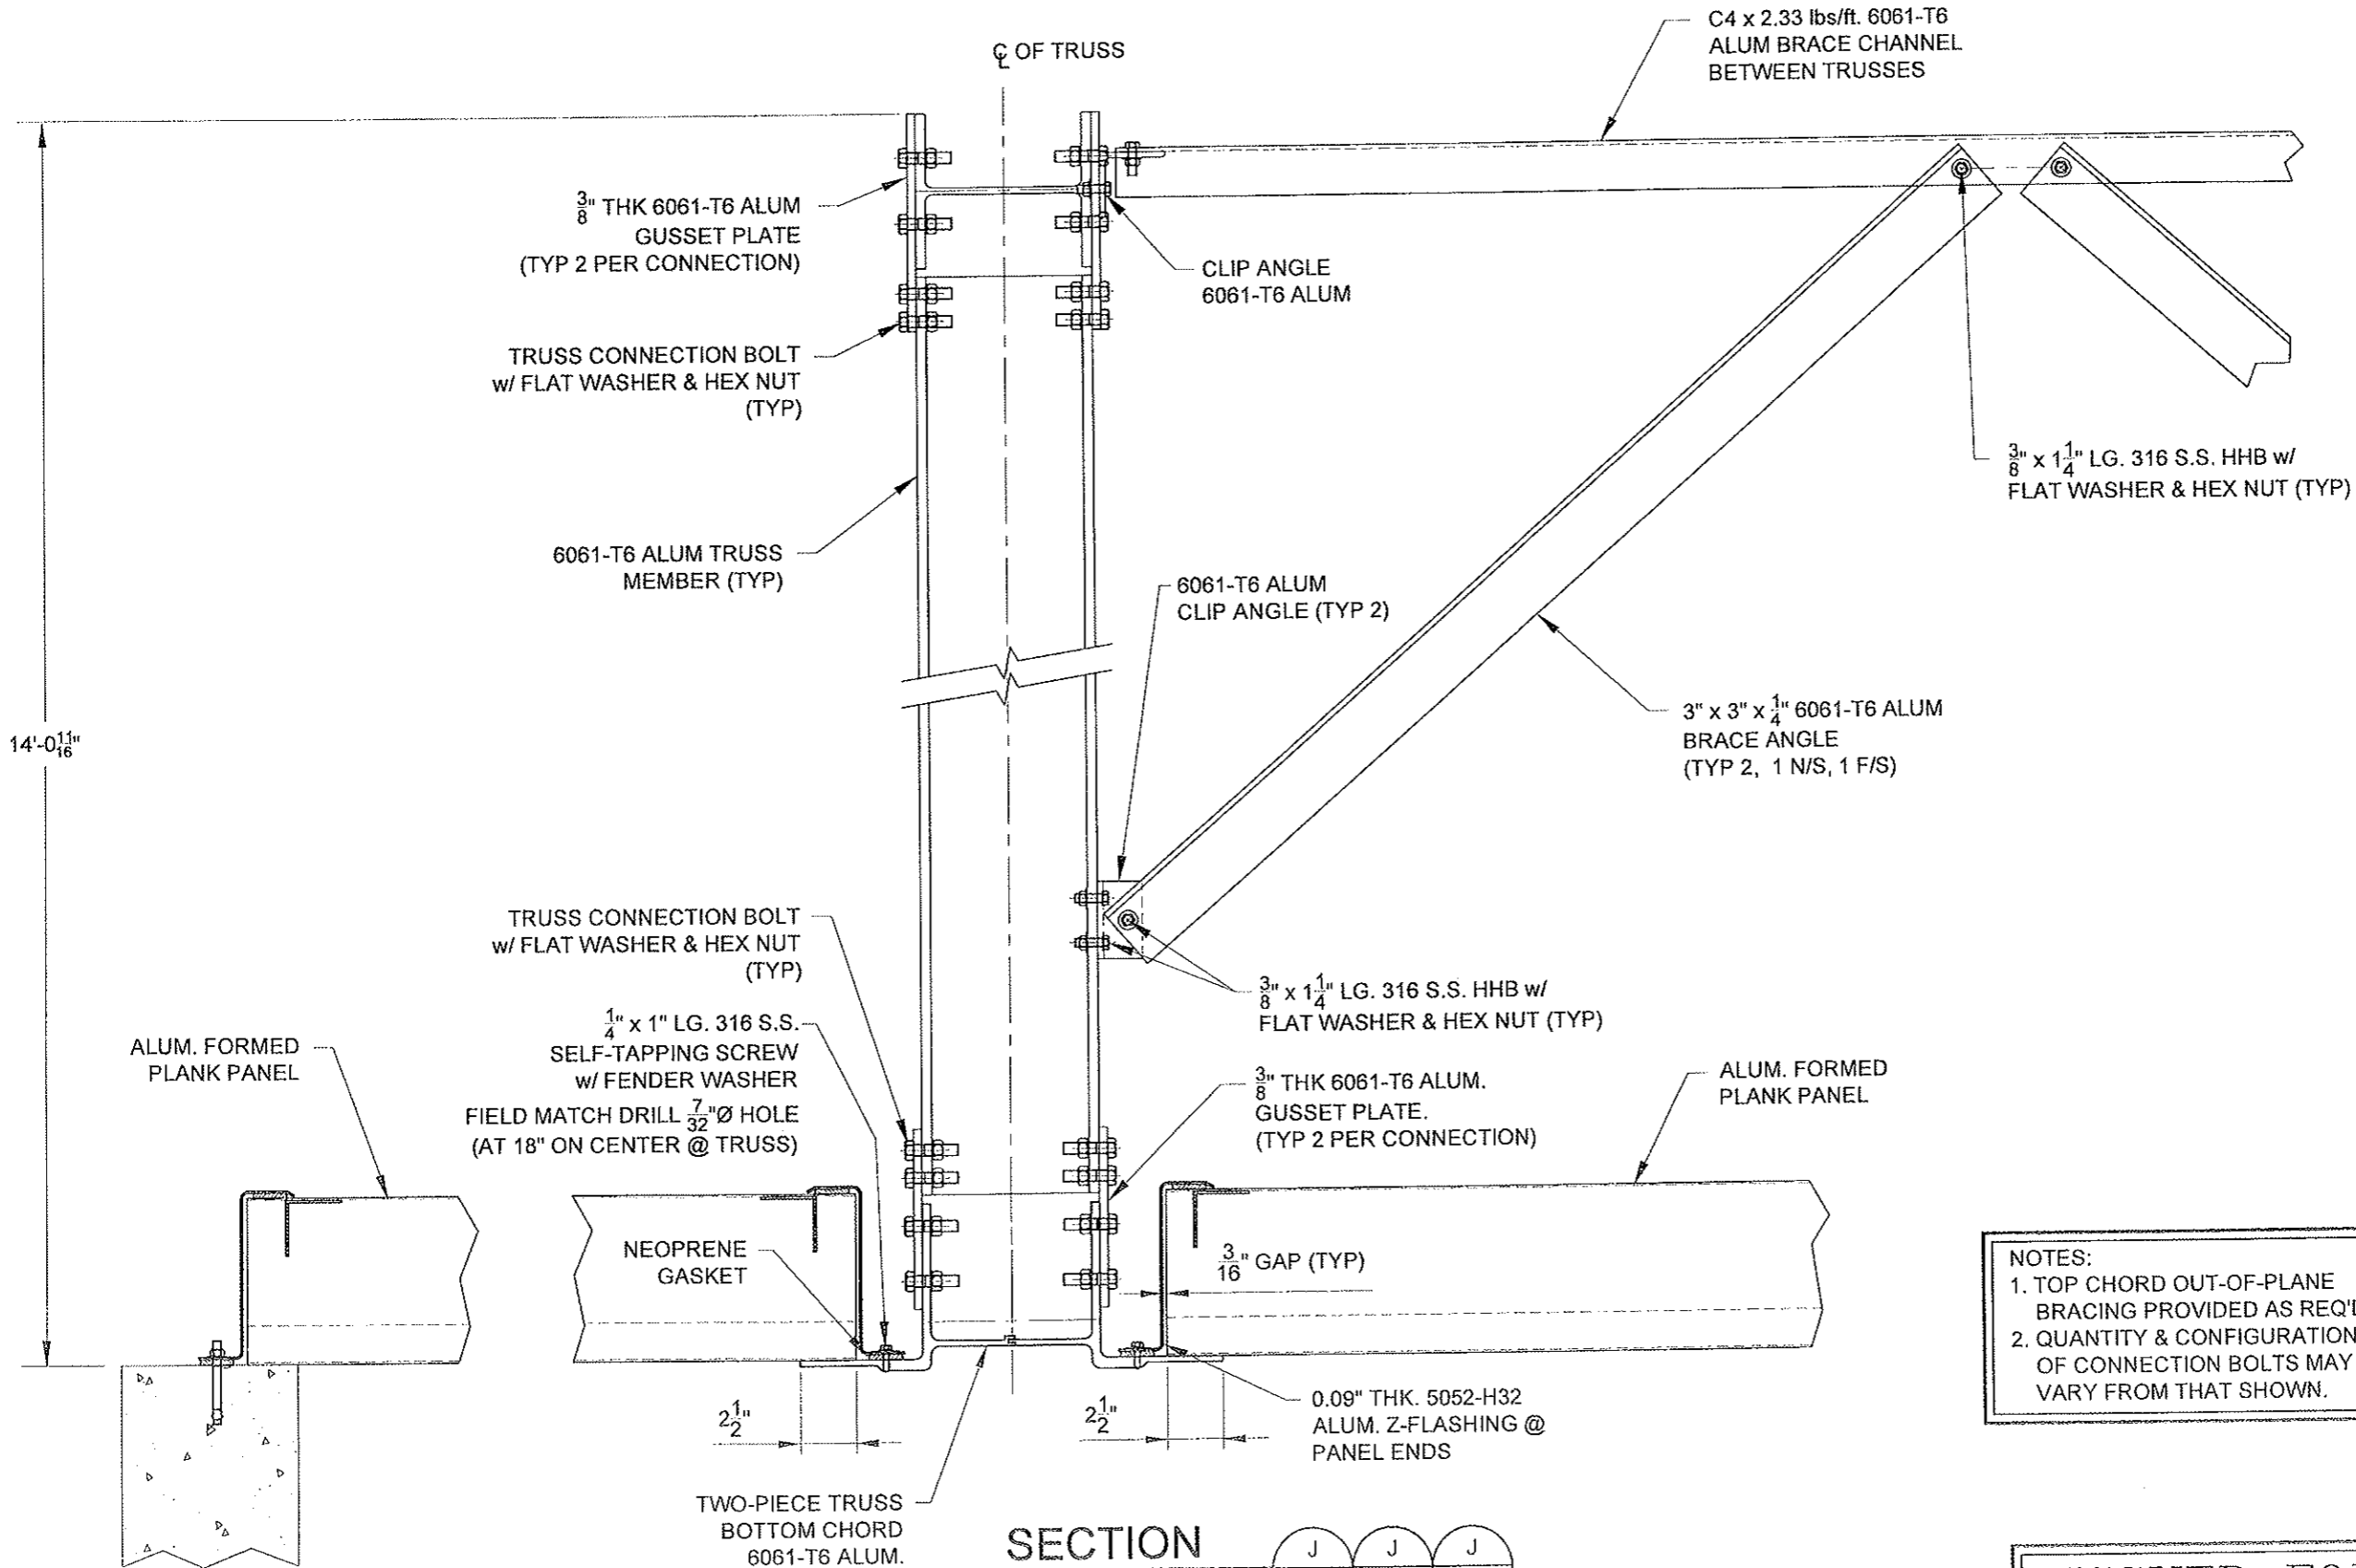 ℄ OF TRUSS
C4 x 2.33 lbs/ft. 6061-T6
ALUM BRACE CHANNEL
BETWEEN TRUSSES
3/8" THK 6061-T6 ALUM
GUSSET PLATE
(TYP 2 PER CONNECTION)
CLIP ANGLE
6061-T6 ALUM
TRUSS CONNECTION BOLT
w/ FLAT WASHER & HEX NUT
(TYP)
3/8" x 1 1/4" LG. 316 S.S. HHB w/
FLAT WASHER & HEX NUT (TYP)
6061-T6 ALUM TRUSS
MEMBER (TYP)
6061-T6 ALUM
CLIP ANGLE (TYP 2)
14'-0 11/16"
3" x 3" x 1/4" 6061-T6 ALUM
BRACE ANGLE
(TYP 2, 1 N/S, 1 F/S)
TRUSS CONNECTION BOLT
w/ FLAT WASHER & HEX NUT
(TYP)
3/8" x 1 1/4" LG. 316 S.S. HHB w/
FLAT WASHER & HEX NUT (TYP)
1/4" x 1" LG. 316 S.S.
SELF-TAPPING SCREW
w/ FENDER WASHER
FIELD MATCH DRILL 7/32"Ø HOLE
(AT 18" ON CENTER @ TRUSS)
ALUM. FORMED
PLANK PANEL
3/8" THK 6061-T6 ALUM.
GUSSET PLATE.
(TYP 2 PER CONNECTION)
ALUM. FORMED
PLANK PANEL
NEOPRENE
GASKET
3/16" GAP (TYP)
NOTES:
1. TOP CHORD OUT-OF-PLANE
BRACING PROVIDED AS REQ'D
2. QUANTITY & CONFIGURATION
OF CONNECTION BOLTS MAY
VARY FROM THAT SHOWN.
2 1/2"
2 1/2"
0.09" THK. 5052-H32
ALUM. Z-FLASHING @
PANEL ENDS
TWO-PIECE TRUSS
BOTTOM CHORD
6061-T6 ALUM.
SECTION
J J J